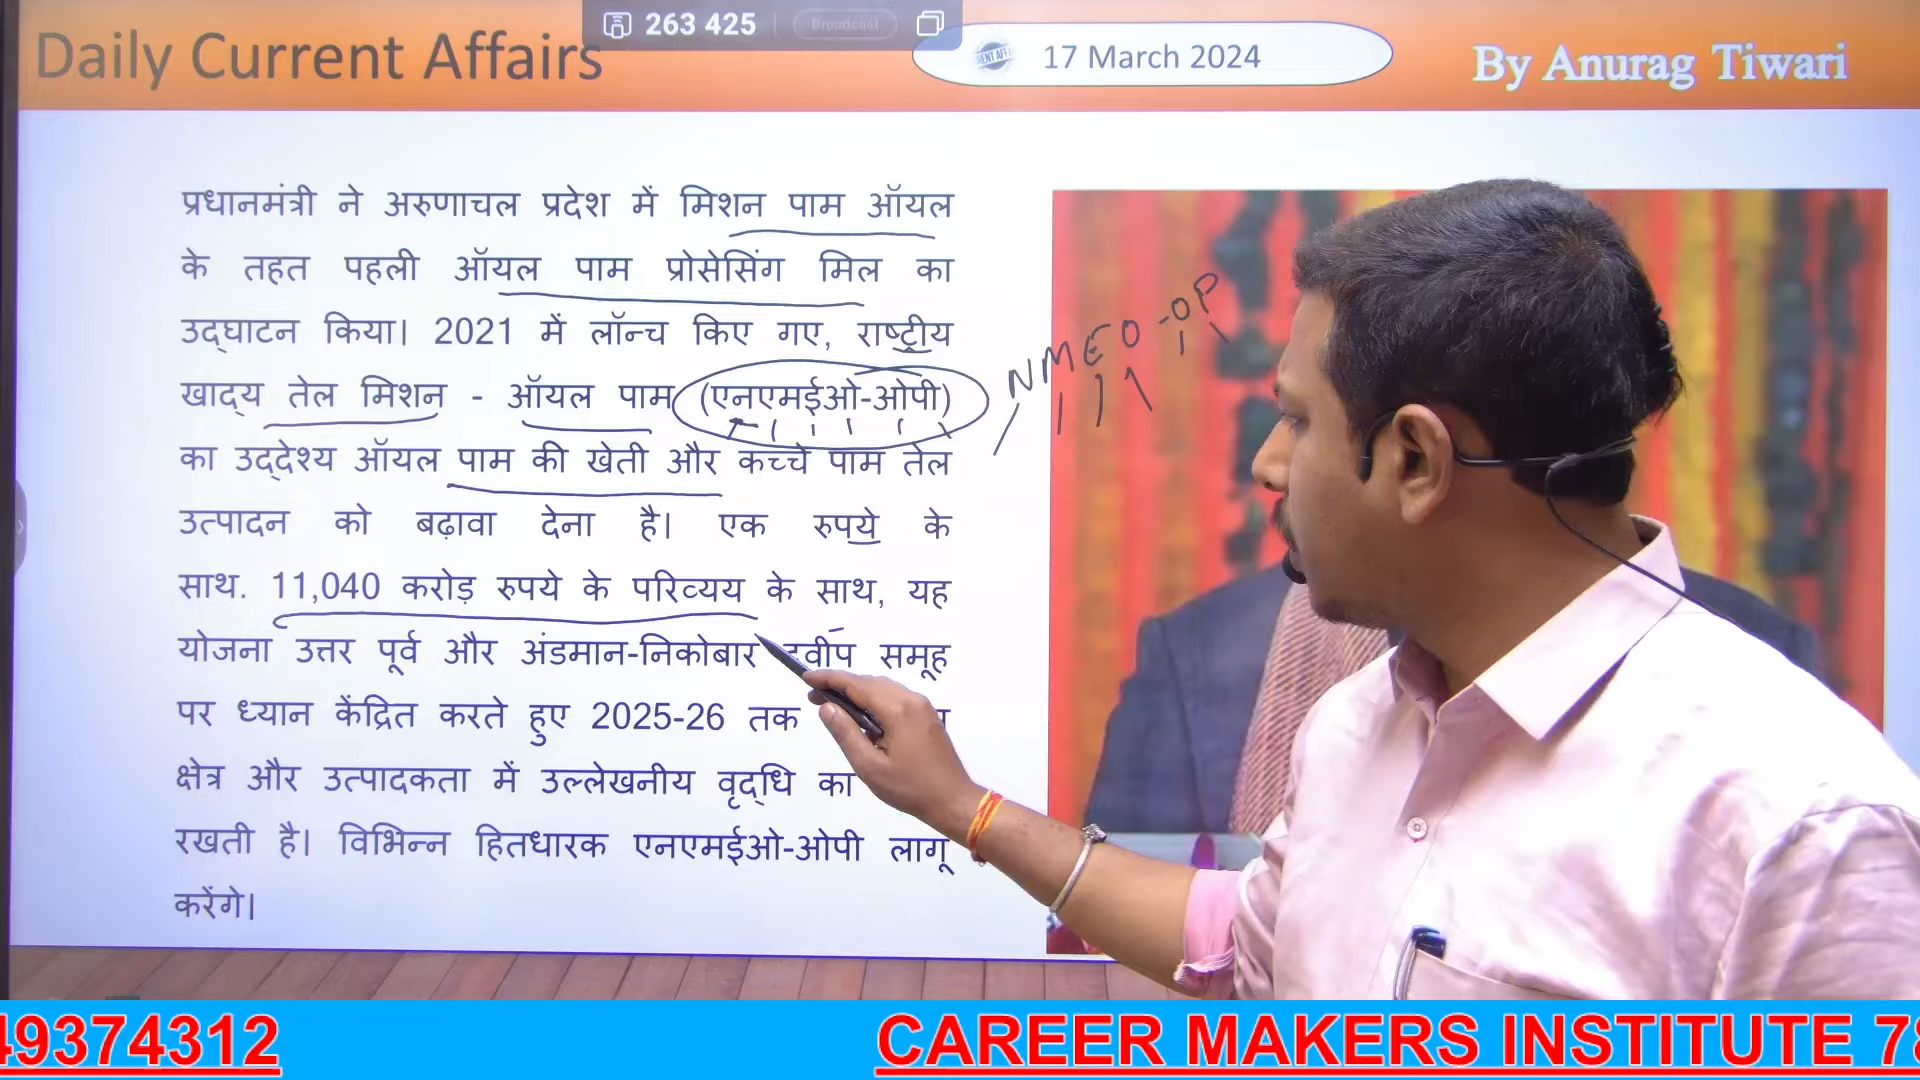 Daily Current Affairs
263 425
Broadcast
17 March 2024
By Anurag Tiwari
प्रधानमंत्री ने अरुणाचल प्रदेश में मिशन पाम ऑयल
के तहत पहली ऑयल पाम प्रोसेसिंग मिल का
उद्घाटन किया। 2021 में लॉन्च किए गए, राष्ट्रीय
खाद्य तेल मिशन - ऑयल पाम (एनएमईओ-ओपी)
NMEO-OP
का उद्देश्य ऑयल पाम की खेती और कच्चे पाम तेल
उत्पादन को बढ़ावा देना है। एक रुपये के
साथ. 11,040 करोड़ रुपये के परिव्यय के साथ, यह
योजना उत्तर पूर्व और अंडमान-निकोबार द्वीप समूह
पर ध्यान केंद्रित करते हुए 2025-26 तक
क्षेत्र और उत्पादकता में उल्लेखनीय वृद्धि का
रखती है। विभिन्न हितधारक एनएमईओ-ओपी लागू
करेंगे।
49374312
CAREER MAKERS INSTITUTE 78